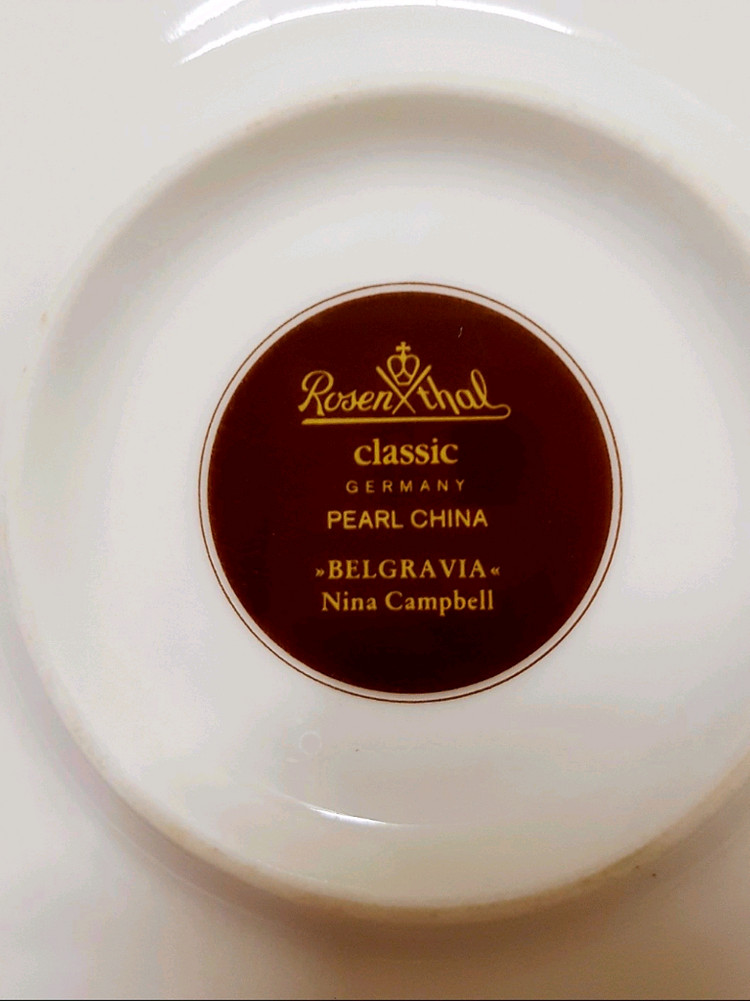 Rosenthal
classic
GERMANY
PEARL CHINA
»BELGRAVIA«
Nina Campbell